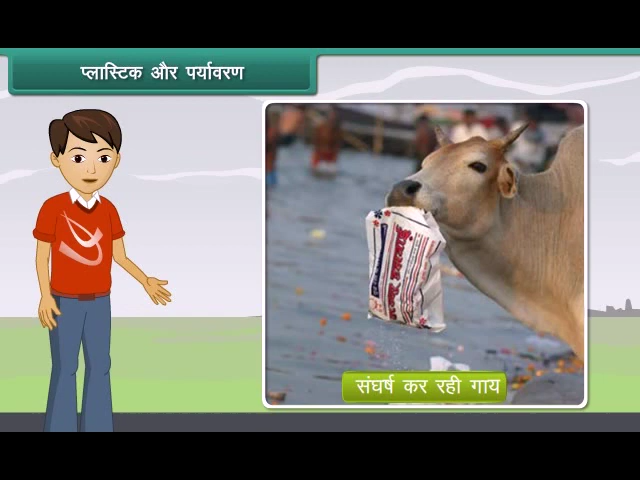 प्लास्टिक और पर्यावरण
संघर्ष कर रही गाय